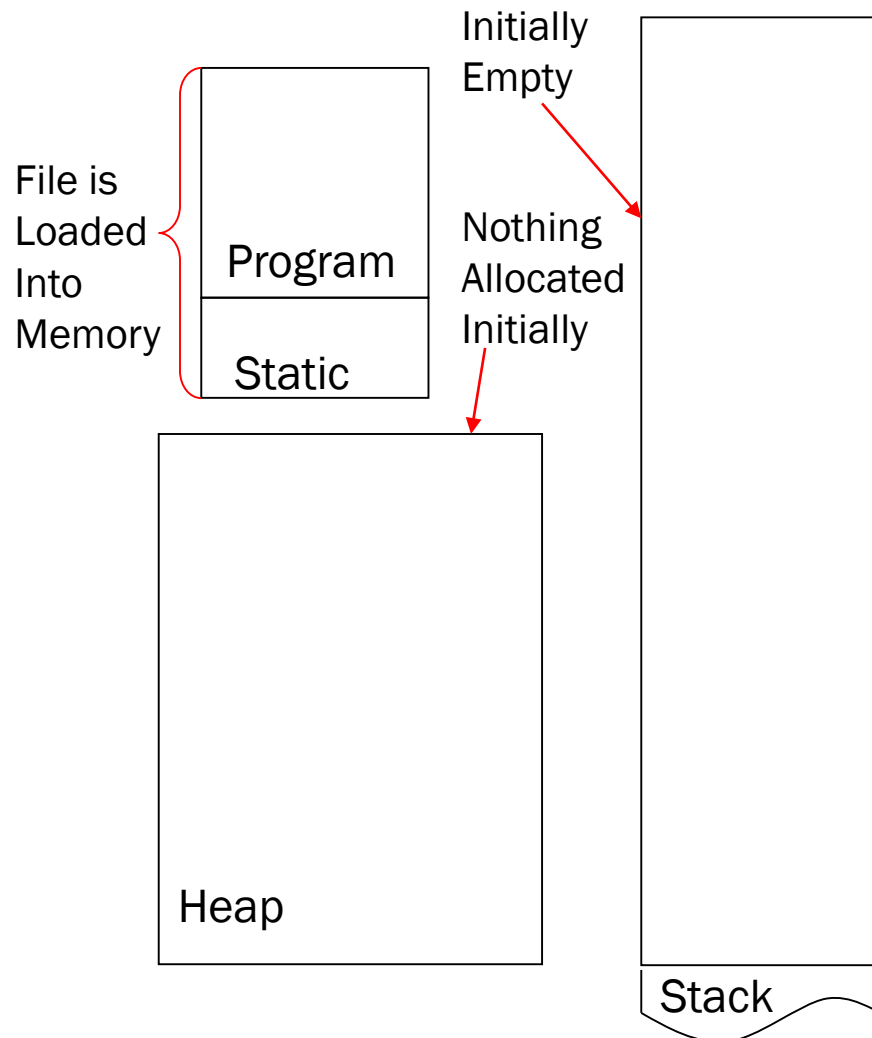 Initially
Empty
File is
Loaded
Into
Memory
Program
Static
Nothing
Allocated
Initially
Heap
Stack